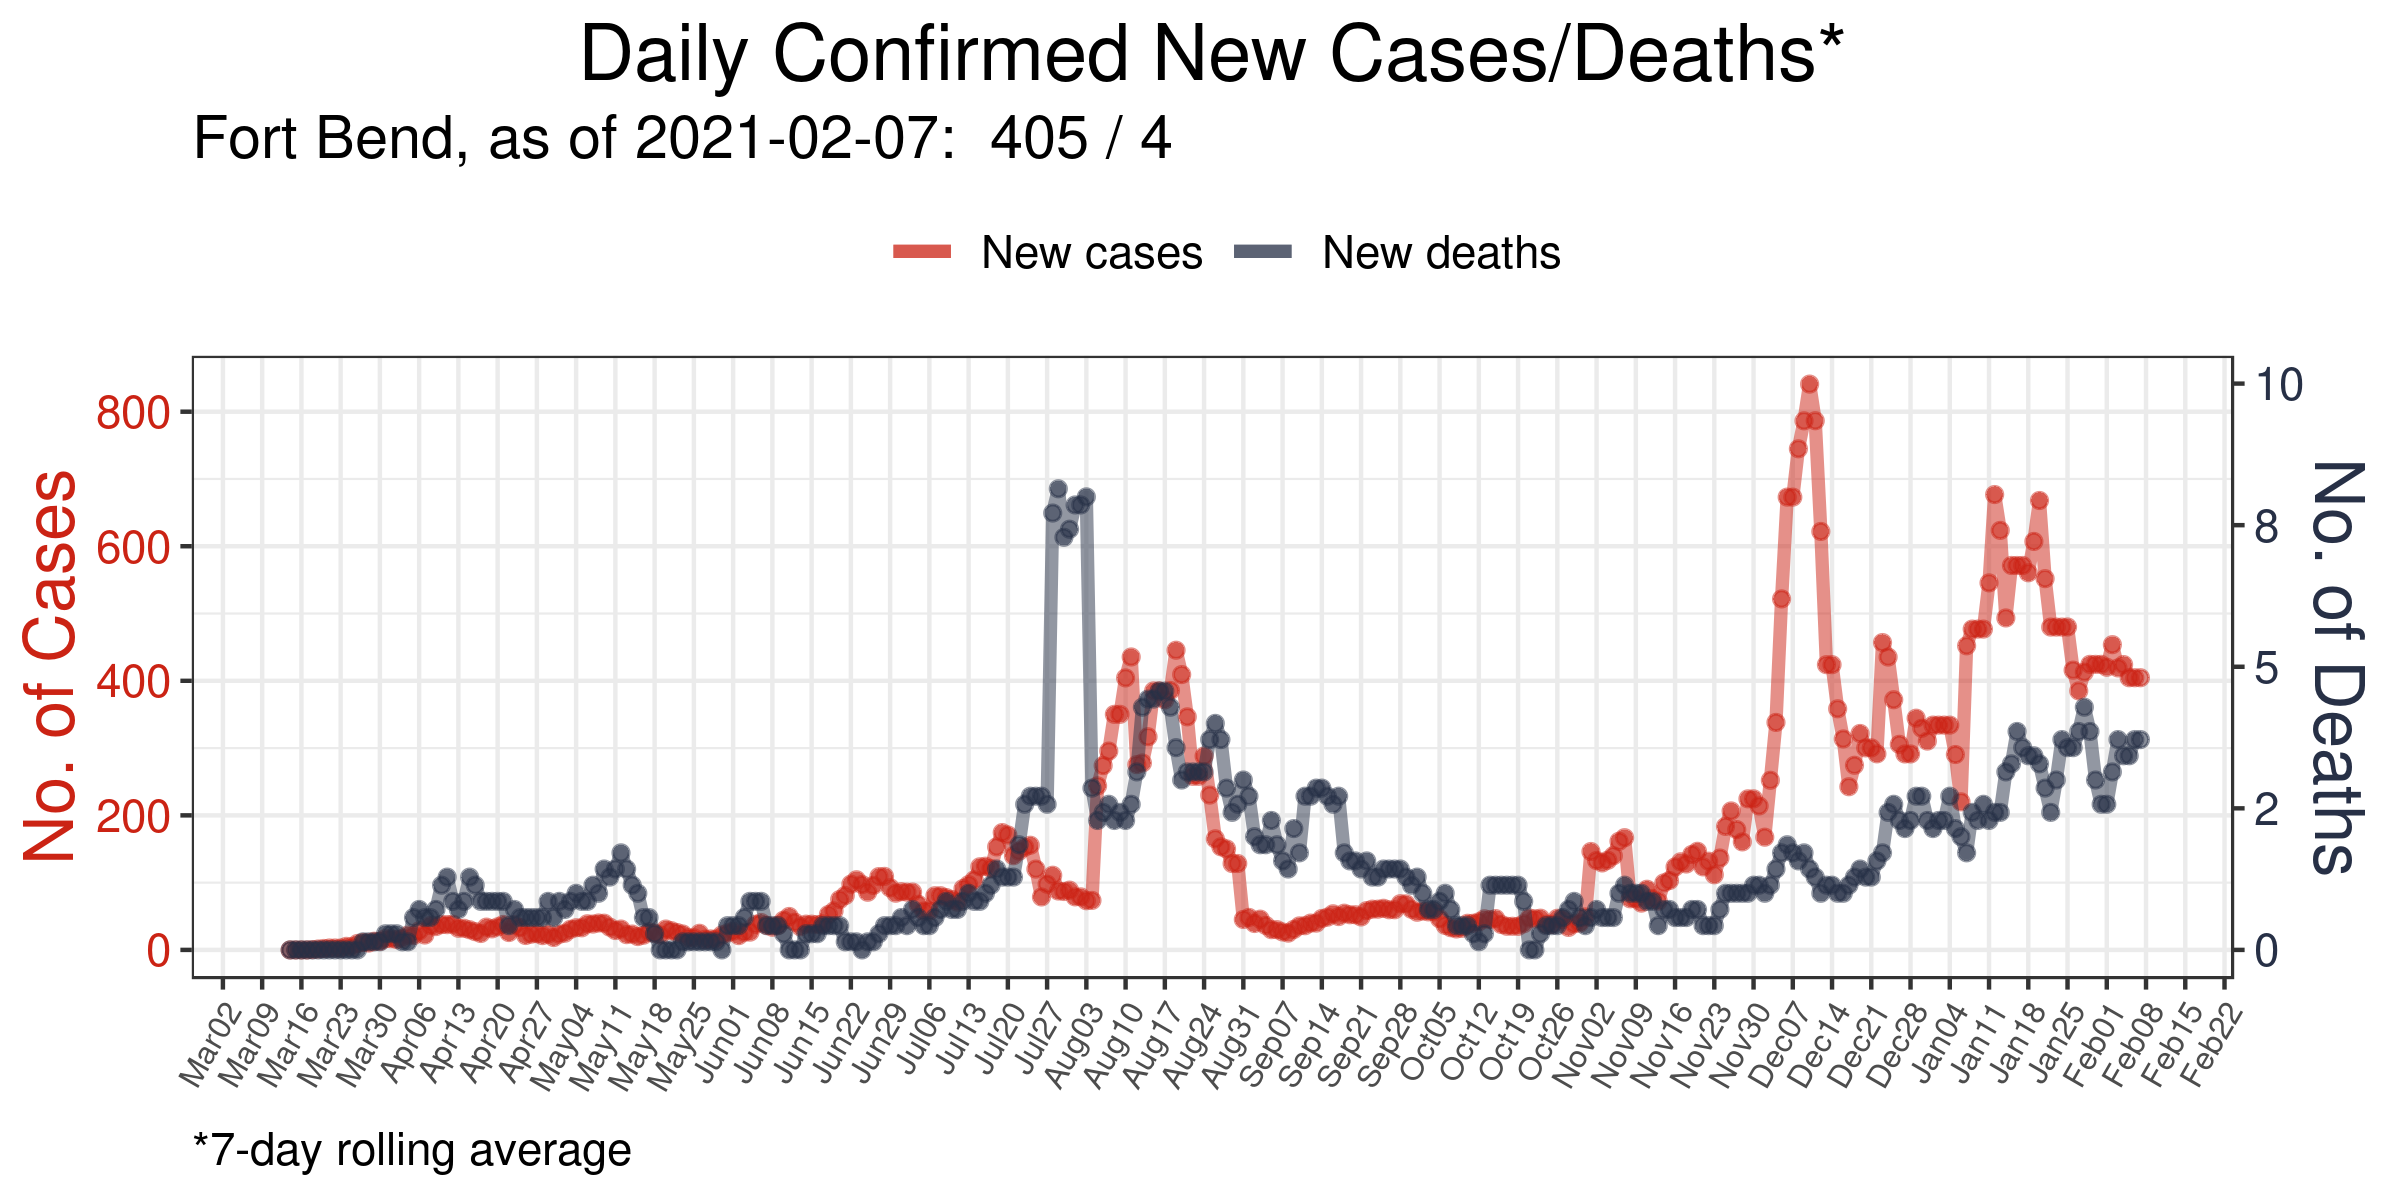 Daily Confirmed New Cases/Deaths*
Fort Bend, as of 2021-02-07:  405 / 4
New cases
New deaths
No. of Cases
800
600
400
200
0
10
8
5
2
0
No. of Deaths
Mar02
Mar09
Mar16
Mar23
Mar30
Apr06
Apr13
Apr20
Apr27
May04
May11
May18
May25
Jun01
Jun08
Jun15
Jun22
Jun29
Jul06
Jul13
Jul20
Jul27
Aug03
Aug10
Aug17
Aug24
Aug31
Sep07
Sep14
Sep21
Sep28
Oct05
Oct12
Oct19
Oct26
Nov02
Nov09
Nov16
Nov23
Nov30
Dec07
Dec14
Dec21
Dec28
Jan04
Jan11
Jan18
Jan25
Feb01
Feb08
Feb15
Feb22
*7-day rolling average